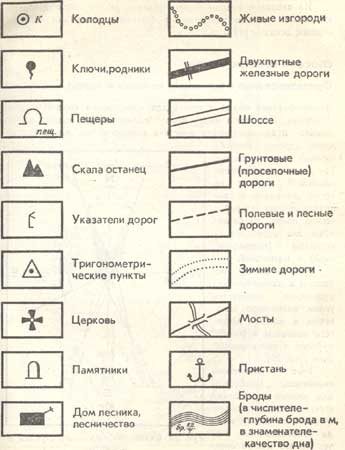 К
Колодцы
Ключи, родники
пещ.
Пещеры
Скала останец
Указатели дорог
Тригонометри-
ческие пункты
Церковь
Памятники
Дом лесника,
лесничество
Живые изгороди
Двухпутные
железные дороги
Шоссе
Грунтовые
(проселочные)
дороги
Полевые и лесные
дороги
Зимние дороги
Мосты
Пристань
бр.
Броды
(в числителе-
глубина брода в м,
в знаменателе-
качество дна)